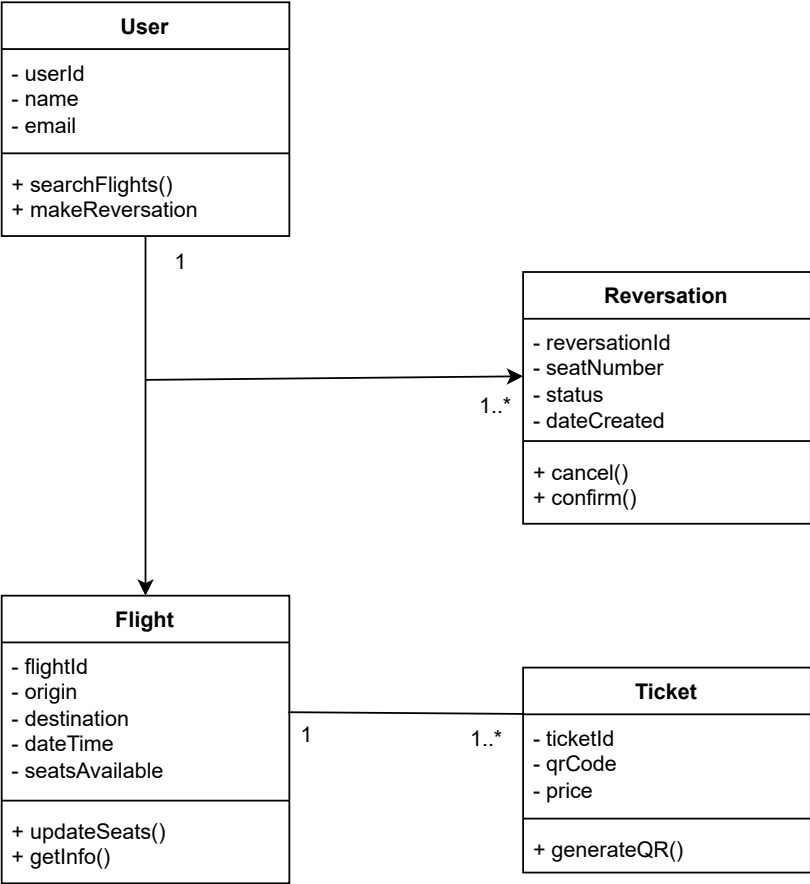 User
- userId
- name
- email
+ searchFlights()
+ makeReversation
1
Reversation
- reversationId
- seatNumber
- status
- dateCreated
+ cancel()
+ confirm()
1..*
Flight
- flightId
- origin
- destination
- dateTime
- seatsAvailable
+ updateSeats()
+ getInfo()
1
1..*
Ticket
- ticketId
- qrCode
- price
+ generateQR()